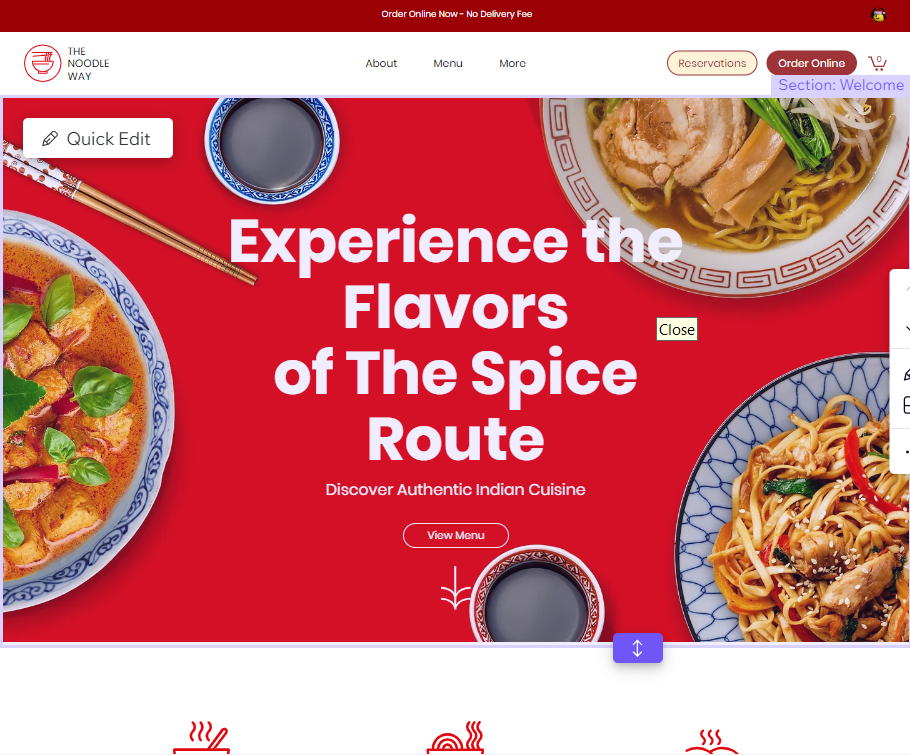 Order Online Now - No Delivery Fee
THE
NOODLE
WAY
About
Menu
More
Reservations
Order Online
0
Section: Welcome
Quick Edit
Experience the
Flavors
of The Spice
Route
Close
Discover Authentic Indian Cuisine
View Menu